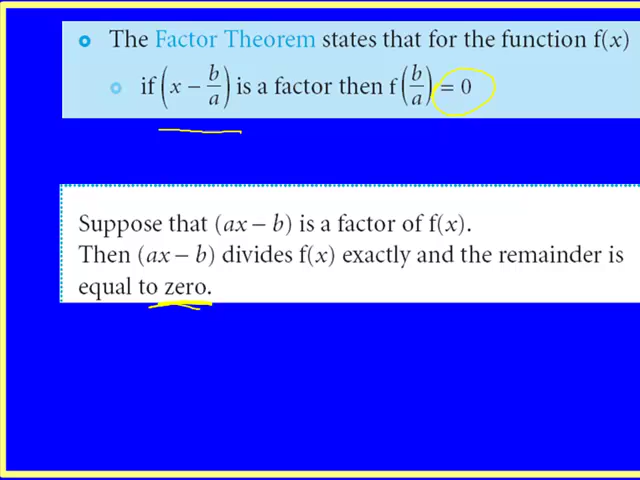 The Factor Theorem states that for the function f(x)
if (x − b/a) is a factor then f(b/a) = 0
Suppose that (ax − b) is a factor of f(x).
Then (ax − b) divides f(x) exactly and the remainder is
equal to zero.